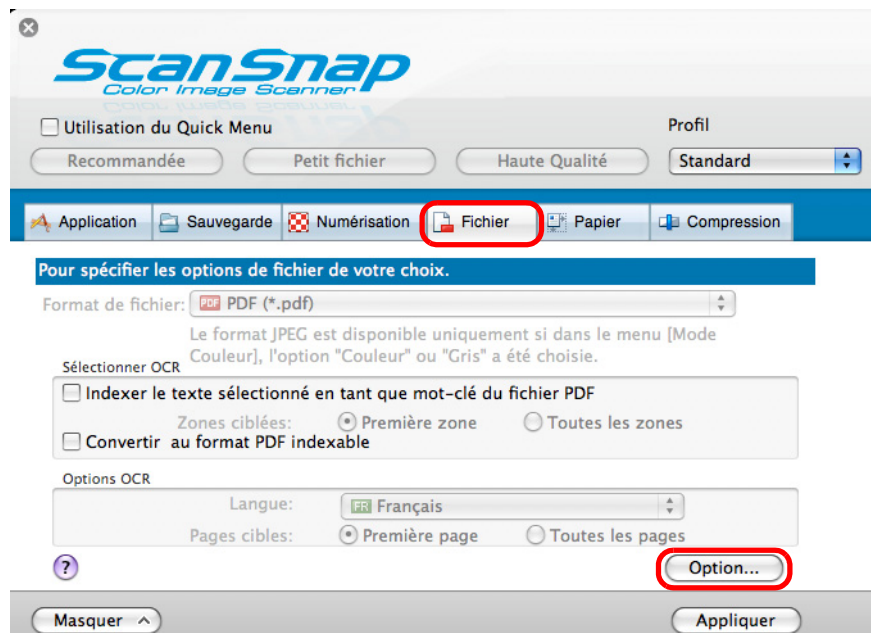 ScanSnap
Color Image Scanner
Utilisation du Quick Menu
Profil
Recommandée Petit fichier Haute Qualité Standard
Application Sauvegarde Numérisation Fichier Papier Compression
Pour spécifier les options de fichier de votre choix.
Format de fichier: PDF PDF (*.pdf)
Le format JPEG est disponible uniquement si dans le menu [Mode
Couleur], l'option "Couleur" ou "Gris" a été choisie.
Sélectionner OCR
Indexer le texte sélectionné en tant que mot-clé du fichier PDF
Zones ciblées: Première zone Toutes les zones
Convertir au format PDF indexable
Options OCR
Langue: FR Français
Pages cibles: Première page Toutes les pages
? Option...
Masquer Appliquer